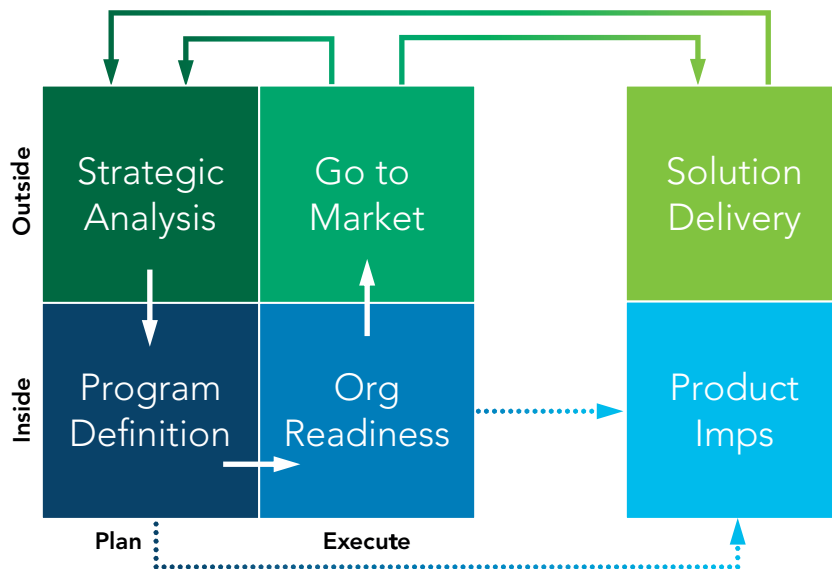 Outside
Strategic
Analysis
Go to
Market
Solution
Delivery
Inside
Program
Definition
Org
Readiness
Product
Imps
Plan
Execute